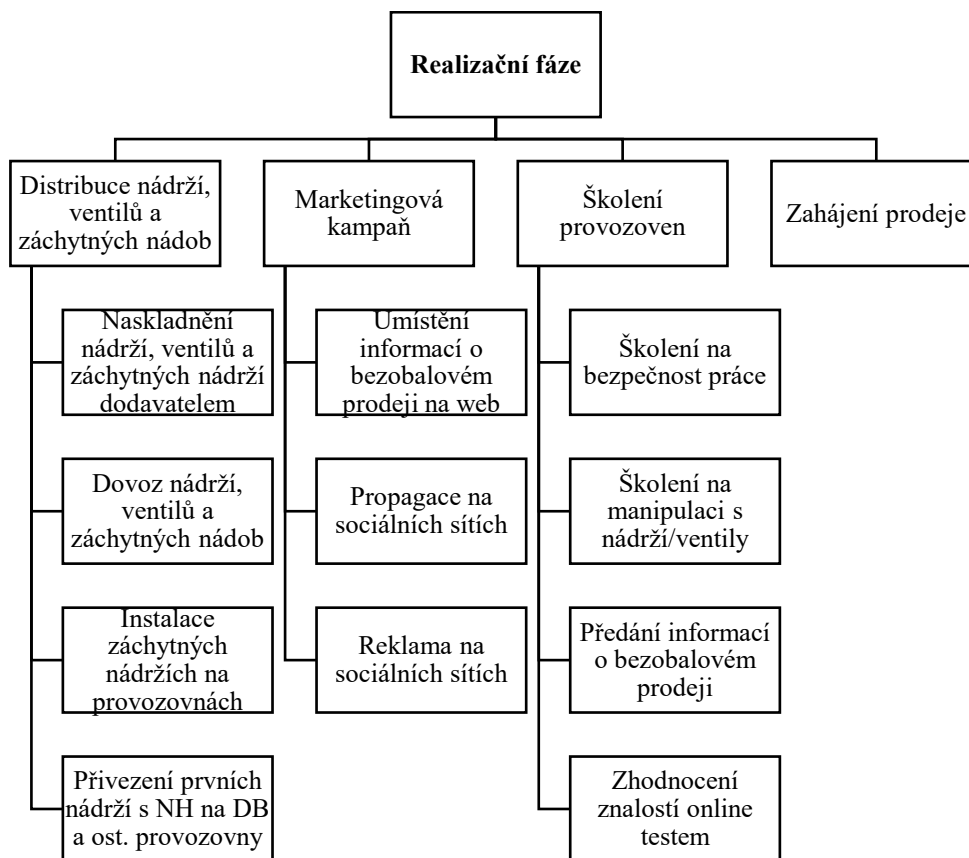 Realizační fáze
Distribuce nádrží,
ventilů a
záchytných nádob
Marketingová
kampaň
Školení
provozoven
Zahájení prodeje
Naskladnění
nádrží, ventilů a
záchytných nádrží
dodavatelem
Dovoz nádrží,
ventilů a
záchytných nádob
Instalace
záchytných
nádržích na
provozovnách
Přivezení prvních
nádrží s NH na DB
a ost. provozovny
Umístění
informací o
bezobalovém
prodeji na web
Propagace na
sociálních sítích
Reklama na
sociálních sítích
Školení na
bezpečnost práce
Školení na
manipulaci s
nádrží/ventily
Předání informací
o bezobalovém
prodeji
Zhodnocení
znalostí online
testem